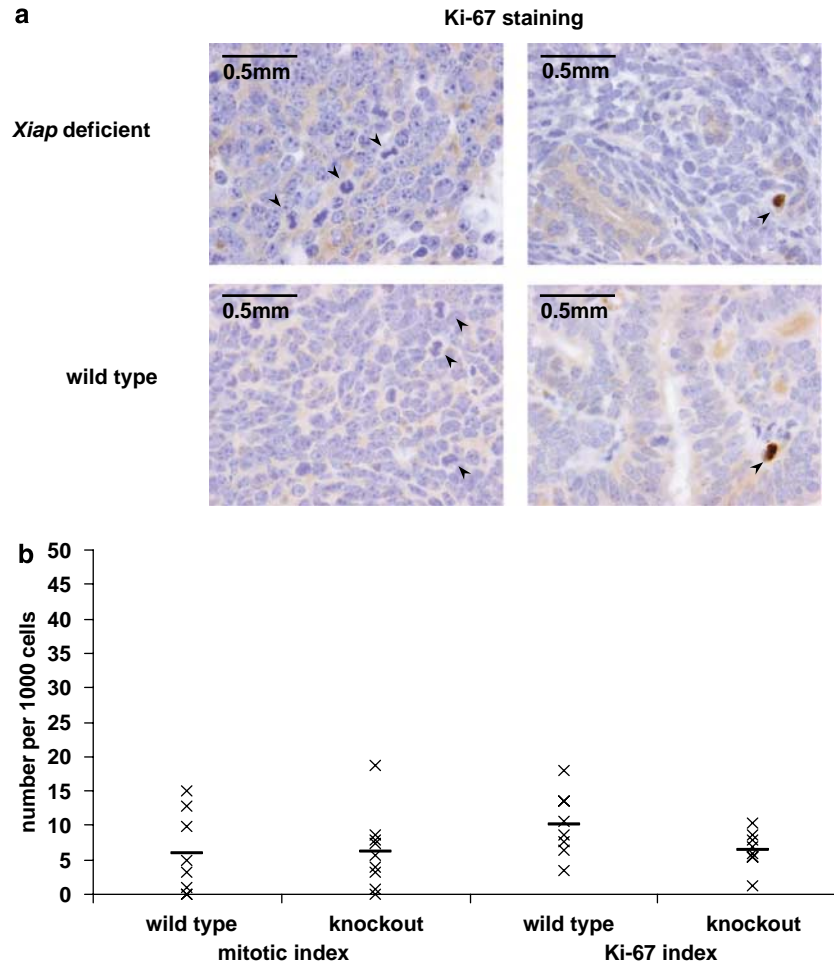 a
Ki-67 staining
0.5mm
0.5mm
Xiap deficient
0.5mm
0.5mm
wild type
b
50
45
40
35
30
25
20
15
10
5
0
number per 1000 cells
wild type knockout wild type knockout
mitotic index Ki-67 index